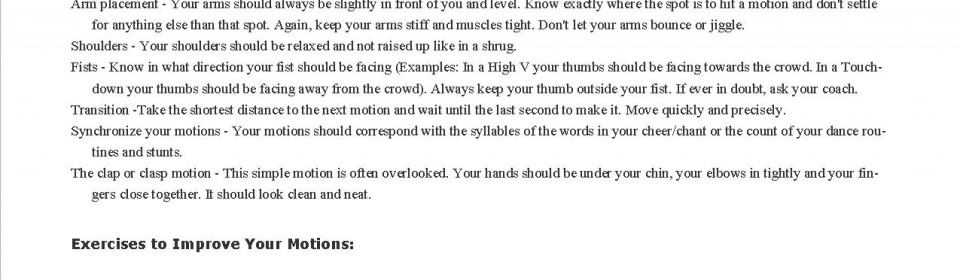 Arm placement - Your arms should always be slightly in front of you and level. Know exactly where the spot is to hit a motion and don't settle
for anything else than that spot. Again, keep your arms stiff and muscles tight. Don't let your arms bounce or jiggle.
Shoulders - Your shoulders should be relaxed and not raised up like in a shrug.
Fists - Know in what direction your fist should be facing (Examples: In a High V your thumbs should be facing towards the crowd. In a Touch-
down your thumbs should be facing away from the crowd). Always keep your thumb outside your fist. If ever in doubt, ask your coach.
Transition -Take the shortest distance to the next motion and wait until the last second to make it. Move quickly and precisely.
Synchronize your motions - Your motions should correspond with the syllables of the words in your cheer/chant or the count of your dance rou-
tines and stunts.
The clap or clasp motion - This simple motion is often overlooked. Your hands should be under your chin, your elbows in tightly and your fin-
gers close together. It should look clean and neat.
Exercises to Improve Your Motions: